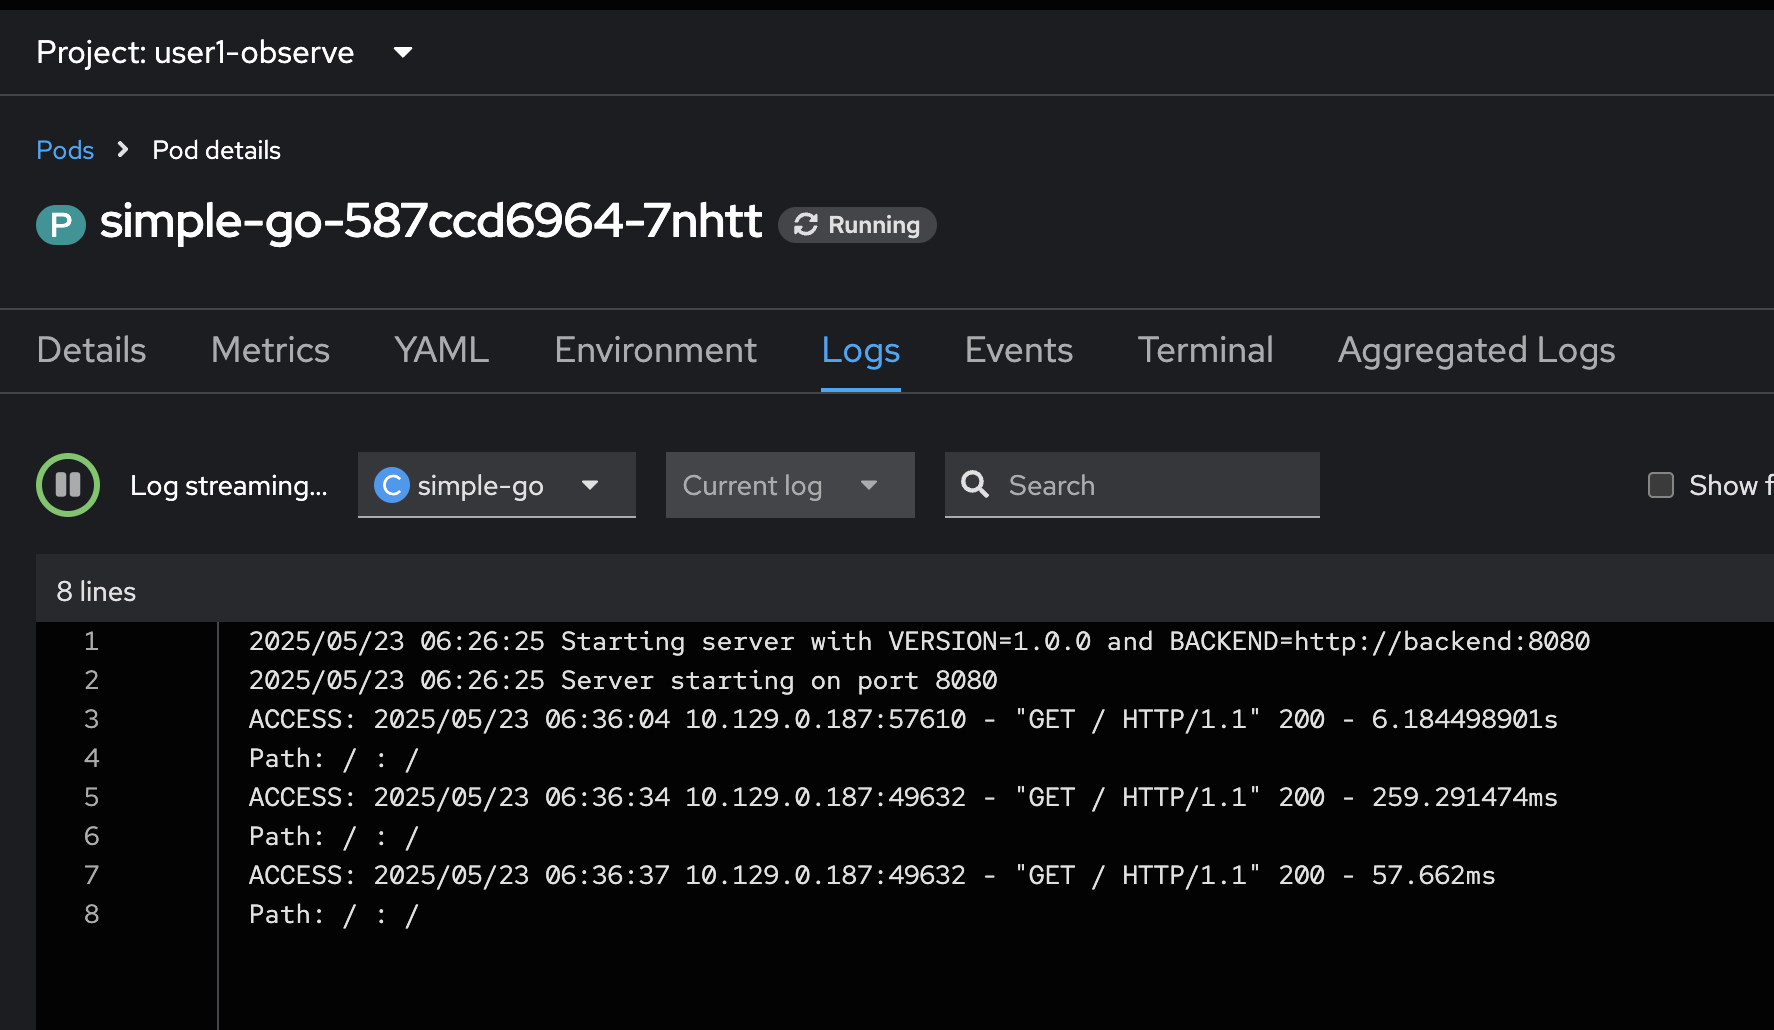 Project: user1-observe
Pods > Pod details
P simple-go-587ccd6964-7nhtt Running
Details Metrics YAML Environment Logs Events Terminal Aggregated Logs
Log streaming... C simple-go Current log Search Show f
8 lines
1 2025/05/23 06:26:25 Starting server with VERSION=1.0.0 and BACKEND=http://backend:8080
2 2025/05/23 06:26:25 Server starting on port 8080
3 ACCESS: 2025/05/23 06:36:04 10.129.0.187:57610 - "GET / HTTP/1.1" 200 - 6.184498901s
4 Path: / : /
5 ACCESS: 2025/05/23 06:36:34 10.129.0.187:49632 - "GET / HTTP/1.1" 200 - 259.291474ms
6 Path: / : /
7 ACCESS: 2025/05/23 06:36:37 10.129.0.187:49632 - "GET / HTTP/1.1" 200 - 57.662ms
8 Path: / : /